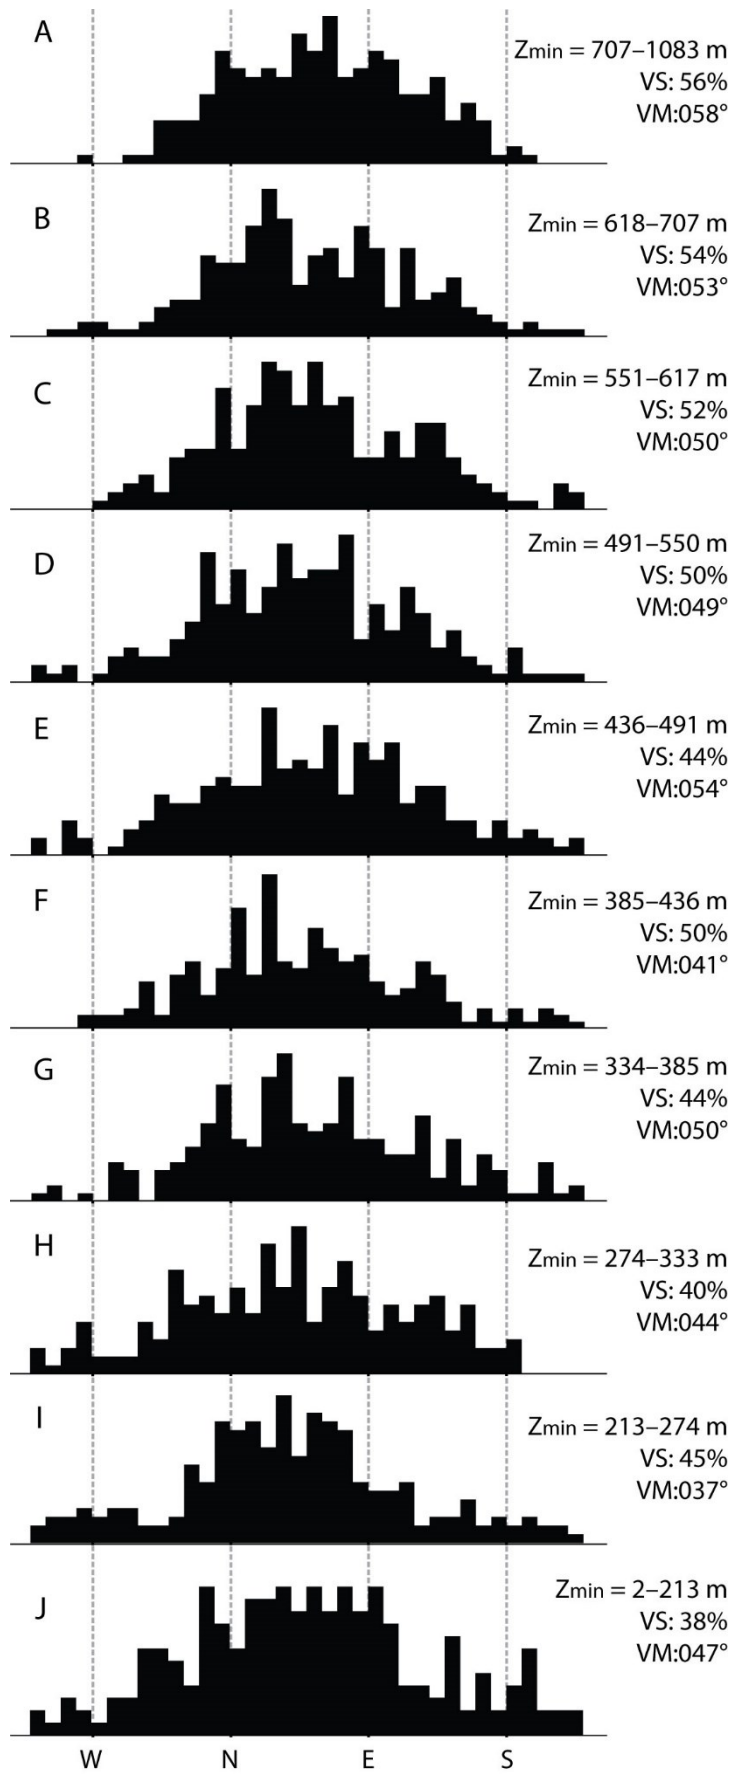 A
Zmin = 707–1083 m
VS: 56%
VM:058°
B
Zmin = 618–707 m
VS: 54%
VM:053°
C
Zmin = 551–617 m
VS: 52%
VM:050°
D
Zmin = 491–550 m
VS: 50%
VM:049°
E
Zmin = 436–491 m
VS: 44%
VM:054°
F
Zmin = 385–436 m
VS: 50%
VM:041°
G
Zmin = 334–385 m
VS: 44%
VM:050°
H
Zmin = 274–333 m
VS: 40%
VM:044°
I
Zmin = 213–274 m
VS: 45%
VM:037°
J
Zmin = 2–213 m
VS: 38%
VM:047°
W N E S